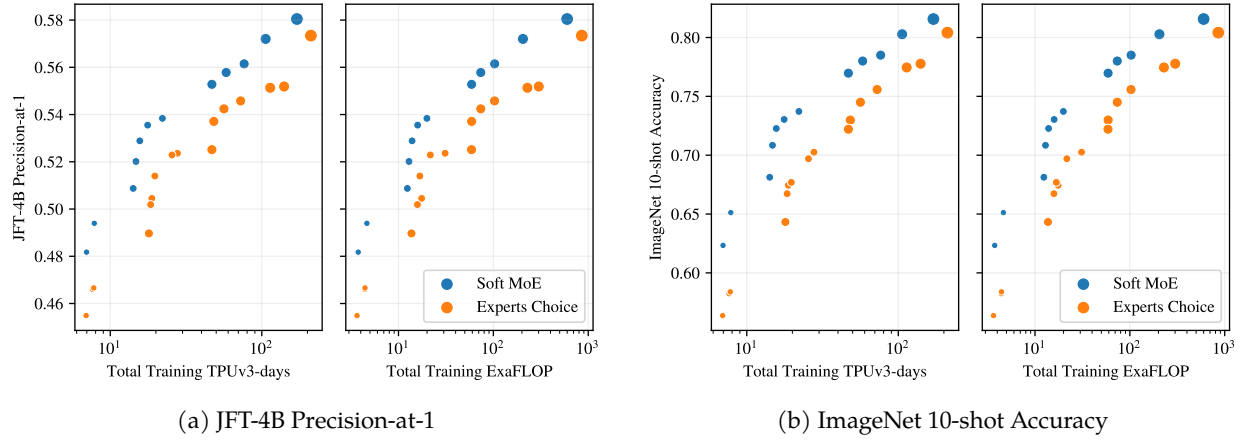 JFT-4B Precision-at-1
0.58
0.56
0.54
0.52
0.50
0.48
0.46
10¹
10²
Total Training TPUv3-days
Soft MoE
Experts Choice
10¹
10²
10³
Total Training ExaFLOP
(a) JFT-4B Precision-at-1
ImageNet 10-shot Accuracy
0.80
0.75
0.70
0.65
0.60
10¹
10²
Total Training TPUv3-days
Soft MoE
Experts Choice
10¹
10²
10³
Total Training ExaFLOP
(b) ImageNet 10-shot Accuracy